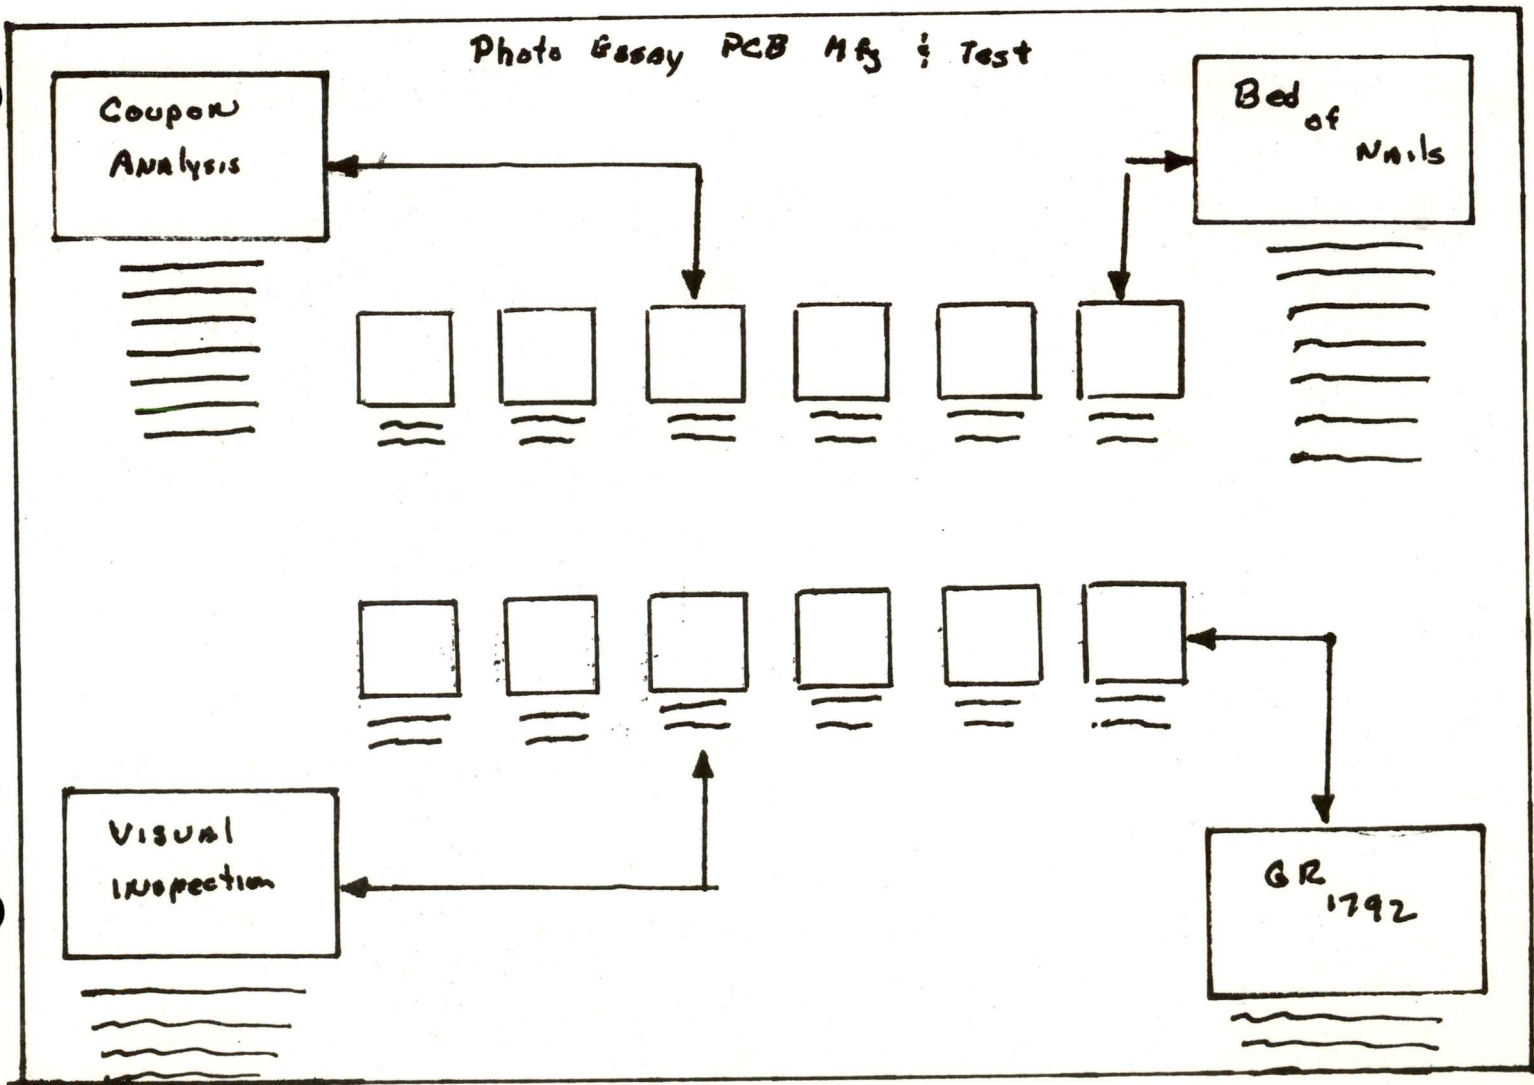 Photo Essay PCB Mfg & Test
Coupon
Analysis
Bed
of
Nails
Visual
Inspection
GR
1792